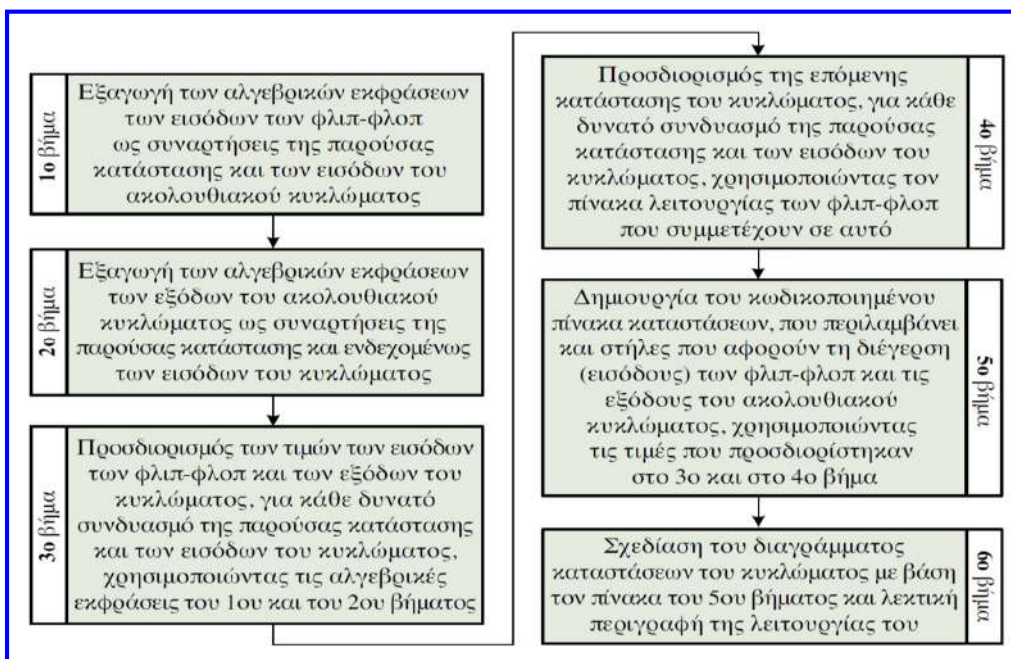 1ο βήμα
Εξαγωγή των αλγεβρικών εκφράσεων
των εισόδων των φλιπ-φλοπ
ως συναρτήσεις της παρούσας
κατάστασης και των εισόδων του
ακολουθιακού κυκλώματος
2ο βήμα
Εξαγωγή των αλγεβρικών εκφράσεων
των εξόδων του ακολουθιακού
κυκλώματος ως συναρτήσεις της
παρούσας κατάστασης και ενδεχομένως
των εισόδων του κυκλώματος
3ο βήμα
Προσδιορισμός των τιμών των εισόδων
των φλιπ-φλοπ και των εξόδων του
κυκλώματος, για κάθε δυνατό
συνδυασμό της παρούσας κατάστασης
και των εισόδων του κυκλώματος,
χρησιμοποιώντας τις αλγεβρικές
εκφράσεις του 1ου και του 2ου βήματος
4ο βήμα
Προσδιορισμός της επόμενης
κατάστασης του κυκλώματος, για κάθε
δυνατό συνδυασμό της παρούσας
κατάστασης και των εισόδων του
κυκλώματος, χρησιμοποιώντας τον
πίνακα λειτουργίας των φλιπ-φλοπ
που συμμετέχουν σε αυτό
5ο βήμα
Δημιουργία του κωδικοποιημένου
πίνακα καταστάσεων, που περιλαμβάνει
και στήλες που αφορούν τη διέγερση
(εισόδους) των φλιπ-φλοπ και τις
εξόδους του ακολουθιακού
κυκλώματος, χρησιμοποιώντας
τις τιμές που προσδιορίστηκαν
στο 3ο και στο 4ο βήμα
6ο βήμα
Σχεδίαση του διαγράμματος
καταστάσεων του κυκλώματος με βάση
τον πίνακα του 5ου βήματος και λεκτική
περιγραφή της λειτουργίας του